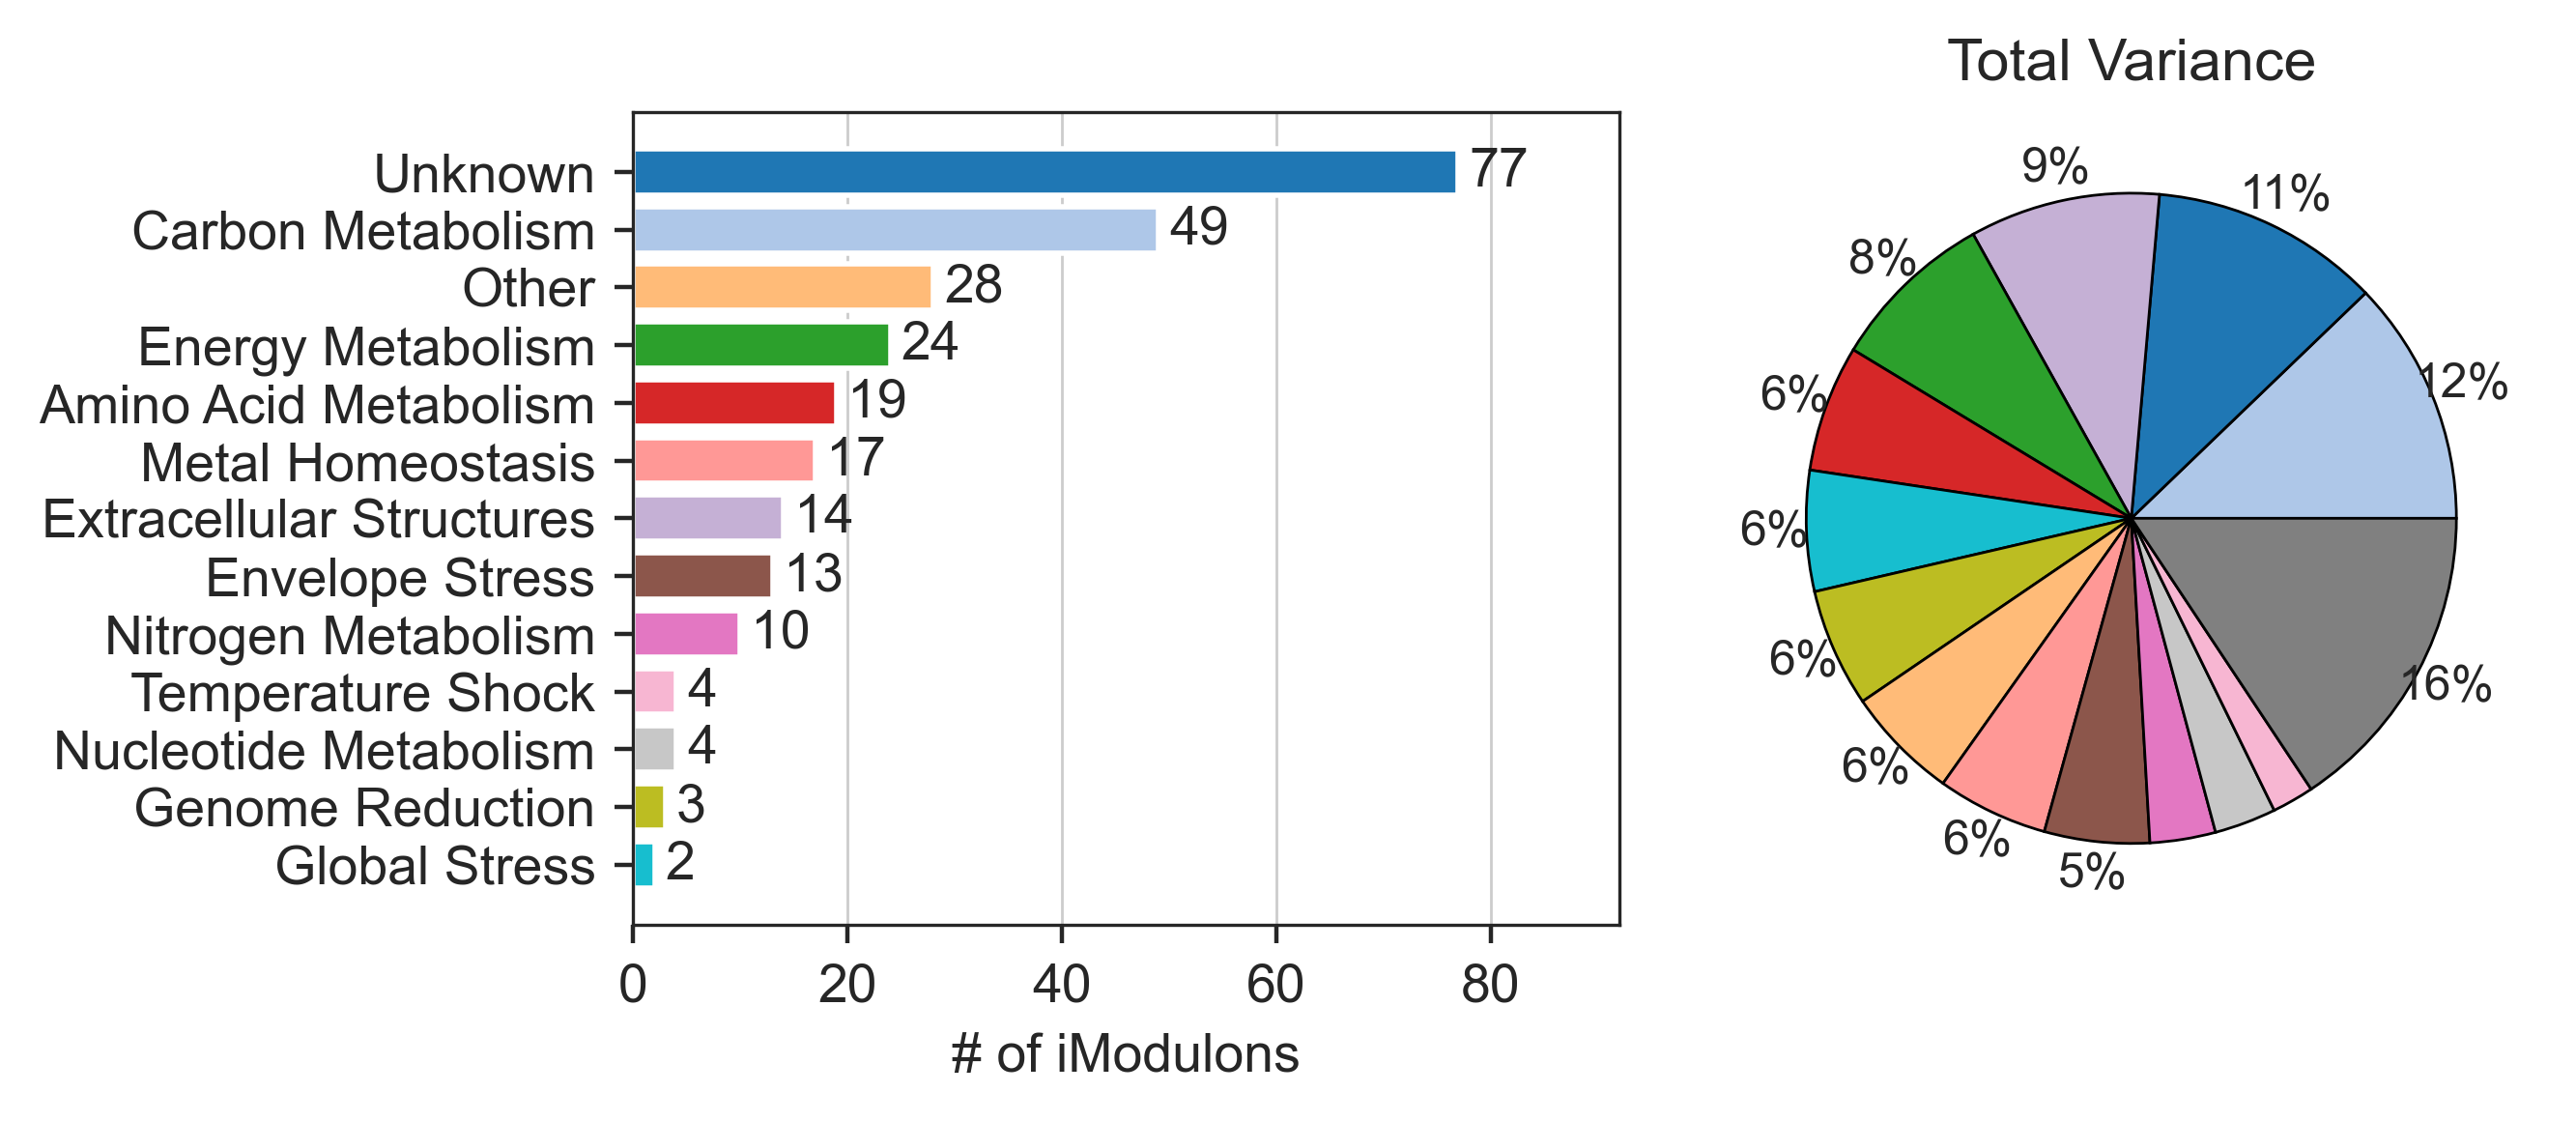 Unknown 77
Carbon Metabolism 49
Other 28
Energy Metabolism 24
Amino Acid Metabolism 19
Metal Homeostasis 17
Extracellular Structures 14
Envelope Stress 13
Nitrogen Metabolism 10
Temperature Shock 4
Nucleotide Metabolism 4
Genome Reduction 3
Global Stress 2
0 20 40 60 80
# of iModulons
Total Variance
12%
11%
9%
8%
6%
6%
6%
6%
6%
5%
16%